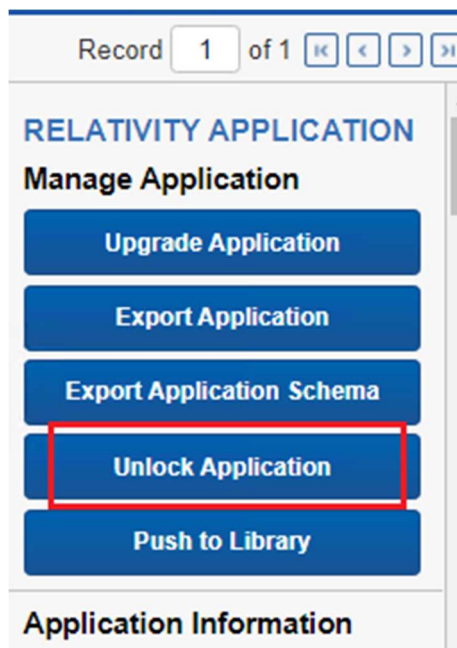 Record 1 of 1
RELATIVITY APPLICATION
Manage Application
Upgrade Application
Export Application
Export Application Schema
Unlock Application
Push to Library
Application Information